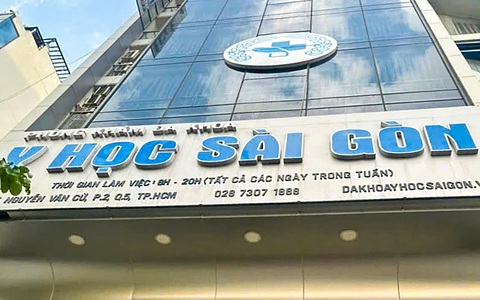 PHÒNG KHÁM ĐA KHOA
Y HỌC SÀI GÒN
THỜI GIAN LÀM VIỆC: 8H - 20H (TẤT CẢ CÁC NGÀY TRONG TUẦN)
NGUYỄN VĂN CỪ, P.2, Q.5, TP.HCM 028 7307 1888 DAKHOAYHOCSAIGON.V